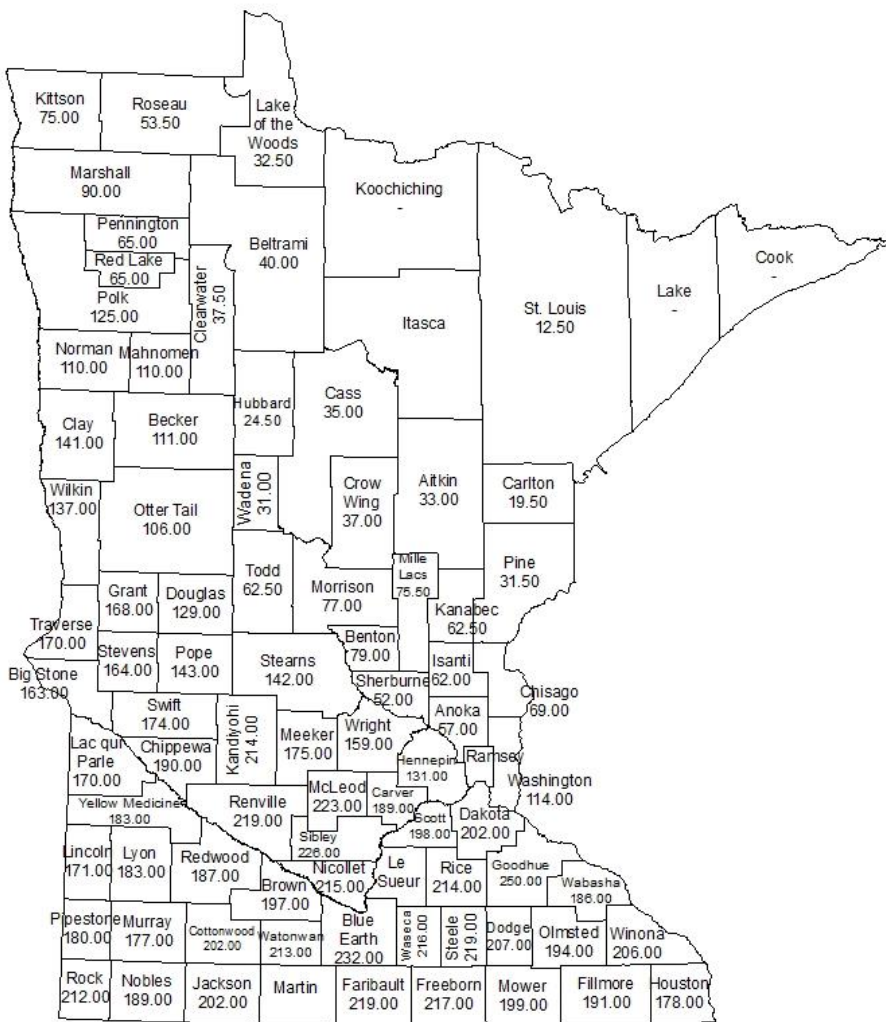 Kittson
75.00
Roseau
53.50
Lake
of the
Woods
32.50
Marshall
90.00
Koochiching
-
Pennington
65.00
Red Lake
65.00
Beltrami
40.00
Clearwater
37.50
Polk
125.00
Itasca
-
St. Louis
12.50
Lake
-
Cook
-
Norman
110.00
Mahnomen
110.00
Hubbard
24.50
Cass
35.00
Clay
141.00
Becker
111.00
Wilkin
137.00
Otter Tail
106.00
Wadena
31.00
Crow
Wing
37.00
Aitkin
33.00
Carlton
19.50
Todd
62.50
Morrison
77.00
Mille
Lacs
75.50
Pine
31.50
Kanabec
62.50
Grant
168.00
Douglas
129.00
Traverse
170.00
Stevens
164.00
Pope
143.00
Stearns
142.00
Benton
79.00
Isanti
62.00
Big Stone
163.00
Sherburne
52.00
Chisago
69.00
Swift
174.00
Kandiyohi
214.00
Meeker
175.00
Wright
159.00
Anoka
57.00
Lac qui
Parle
170.00
Chippewa
190.00
Hennepin
131.00
Ramsey
Washington
114.00
Yellow Medicine
183.00
Renville
219.00
McLeod
223.00
Carver
189.00
Scott
198.00
Dakota
202.00
Sibley
226.00
Lincoln
171.00
Lyon
183.00
Redwood
187.00
Nicollet
215.00
Le
Sueur
Rice
214.00
Goodhue
250.00
Wabasha
186.00
Brown
197.00
Pipestone
180.00
Murray
177.00
Cottonwood
202.00
Watonwan
213.00
Blue
Earth
232.00
Waseca
216.00
Steele
219.00
Dodge
207.00
Olmsted
194.00
Winona
206.00
Rock
212.00
Nobles
189.00
Jackson
202.00
Martin
Faribault
219.00
Freeborn
217.00
Mower
199.00
Fillmore
191.00
Houston
178.00